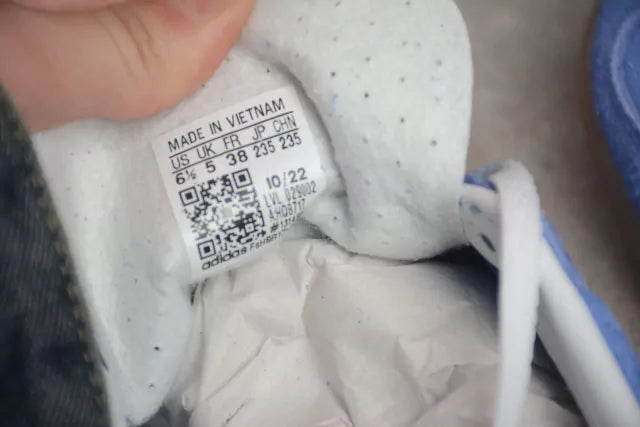 MADE IN VIETNAM
US UK FR JP CHN
6½ 5 38 235 235
10/22
LVL 029002
adidas